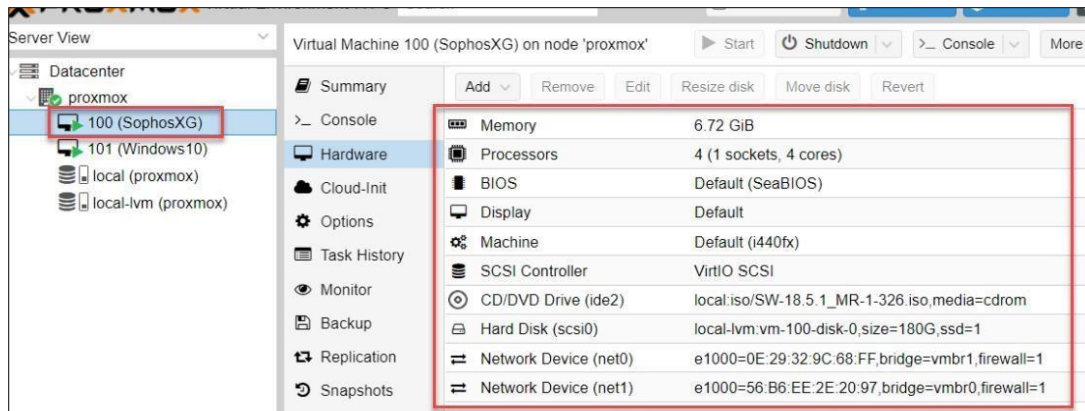 Server View
Virtual Machine 100 (SophosXG) on node 'proxmox'
Start
Shutdown
Console
More
Datacenter
proxmox
100 (SophosXG)
101 (Windows10)
local (proxmox)
local-lvm (proxmox)
Summary
Console
Hardware
Cloud-Init
Options
Task History
Monitor
Backup
Replication
Snapshots
Add
Remove
Edit
Resize disk
Move disk
Revert
Memory 6.72 GiB
Processors 4 (1 sockets, 4 cores)
BIOS Default (SeaBIOS)
Display Default
Machine Default (i440fx)
SCSI Controller VirtIO SCSI
CD/DVD Drive (ide2) local:iso/SW-18.5.1_MR-1-326.iso,media=cdrom
Hard Disk (scsi0) local-lvm:vm-100-disk-0,size=180G,ssd=1
Network Device (net0) e1000=0E:29:32:9C:68:FF,bridge=vmbr1,firewall=1
Network Device (net1) e1000=56:B6:EE:2E:20:97,bridge=vmbr0,firewall=1